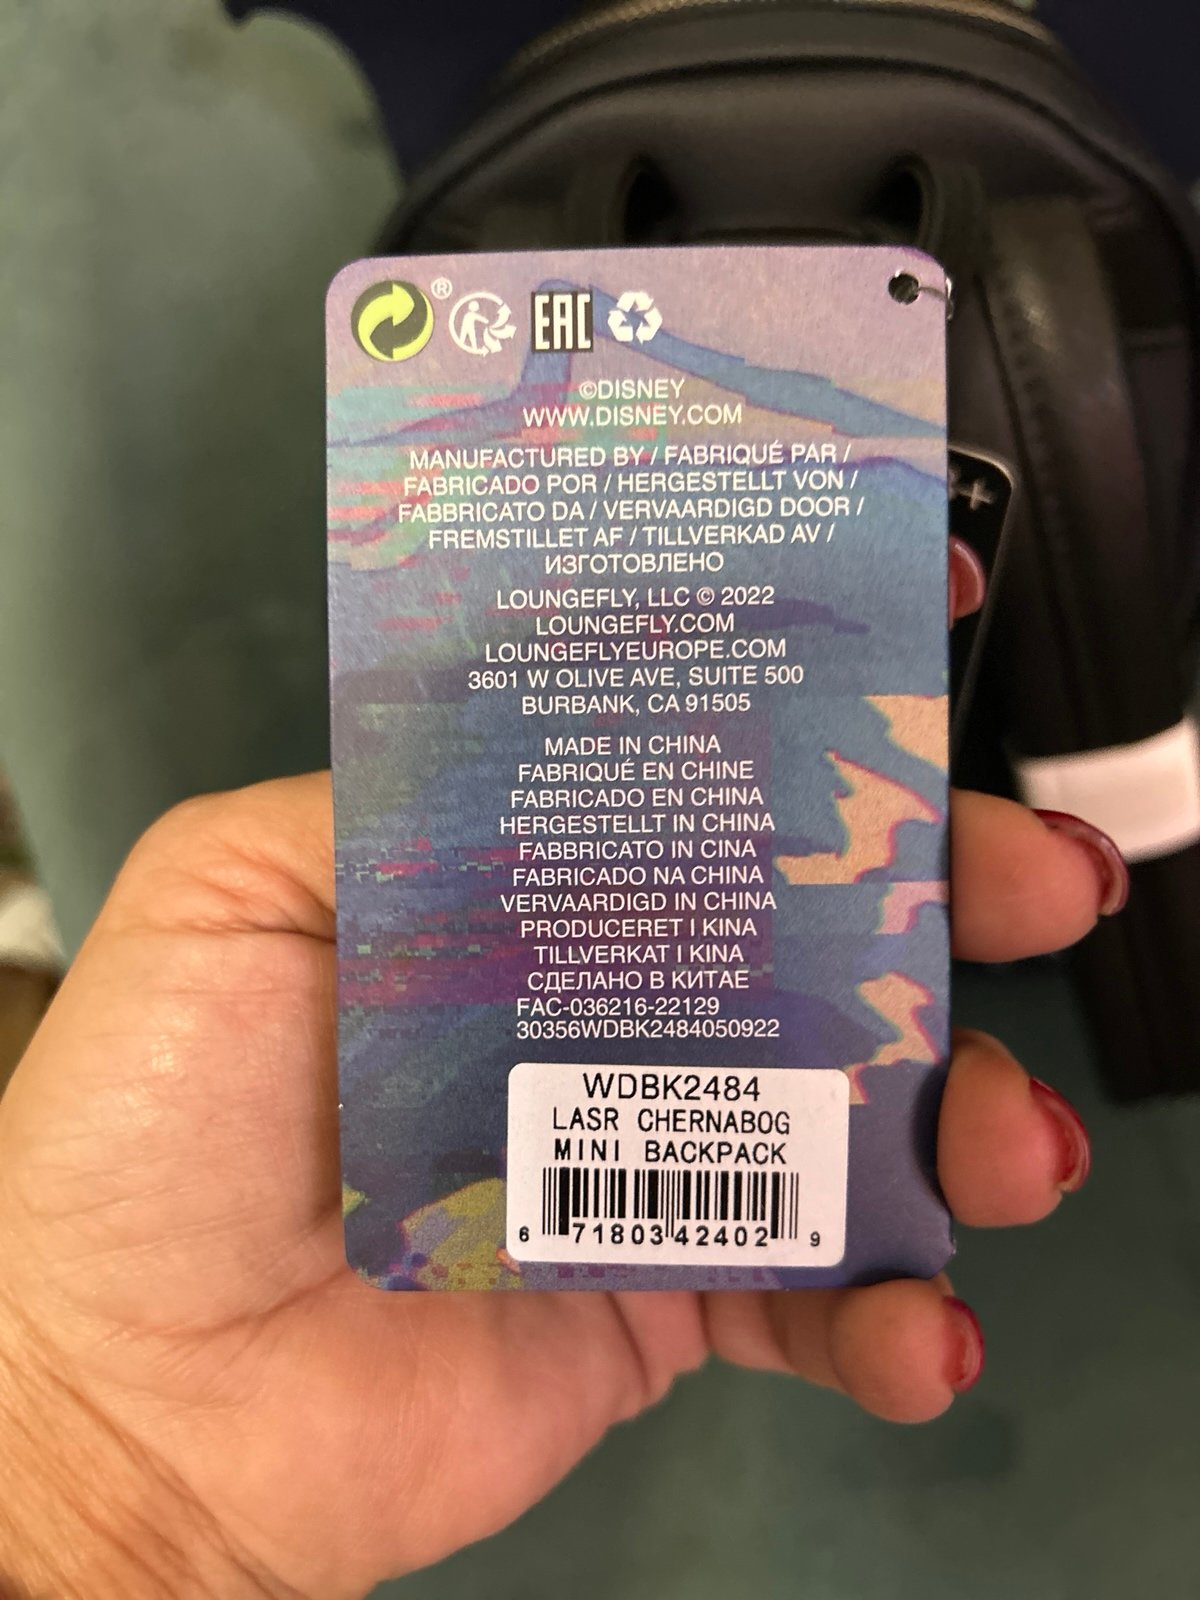 ®
EAC
©DISNEY
WWW.DISNEY.COM
MANUFACTURED BY / FABRIQUÉ PAR /
FABRICADO POR / HERGESTELLT VON /
FABBRICATO DA / VERVAARDIGD DOOR /
FREMSTILLET AF / TILLVERKAD AV /
ИЗГОТОВЛЕНО
LOUNGEFLY, LLC © 2022
LOUNGEFLY.COM
LOUNGEFLYEUROPE.COM
3601 W OLIVE AVE, SUITE 500
BURBANK, CA 91505
MADE IN CHINA
FABRIQUÉ EN CHINE
FABRICADO EN CHINA
HERGESTELLT IN CHINA
FABBRICATO IN CINA
FABRICADO NA CHINA
VERVAARDIGD IN CHINA
PRODUCERET I KINA
TILLVERKAT I KINA
СДЕЛАНО В КИТАЕ
FAC-036216-22129
30356WDBK2484050922
WDBK2484
LASR CHERNABOG
MINI BACKPACK
6 71803 42402 9